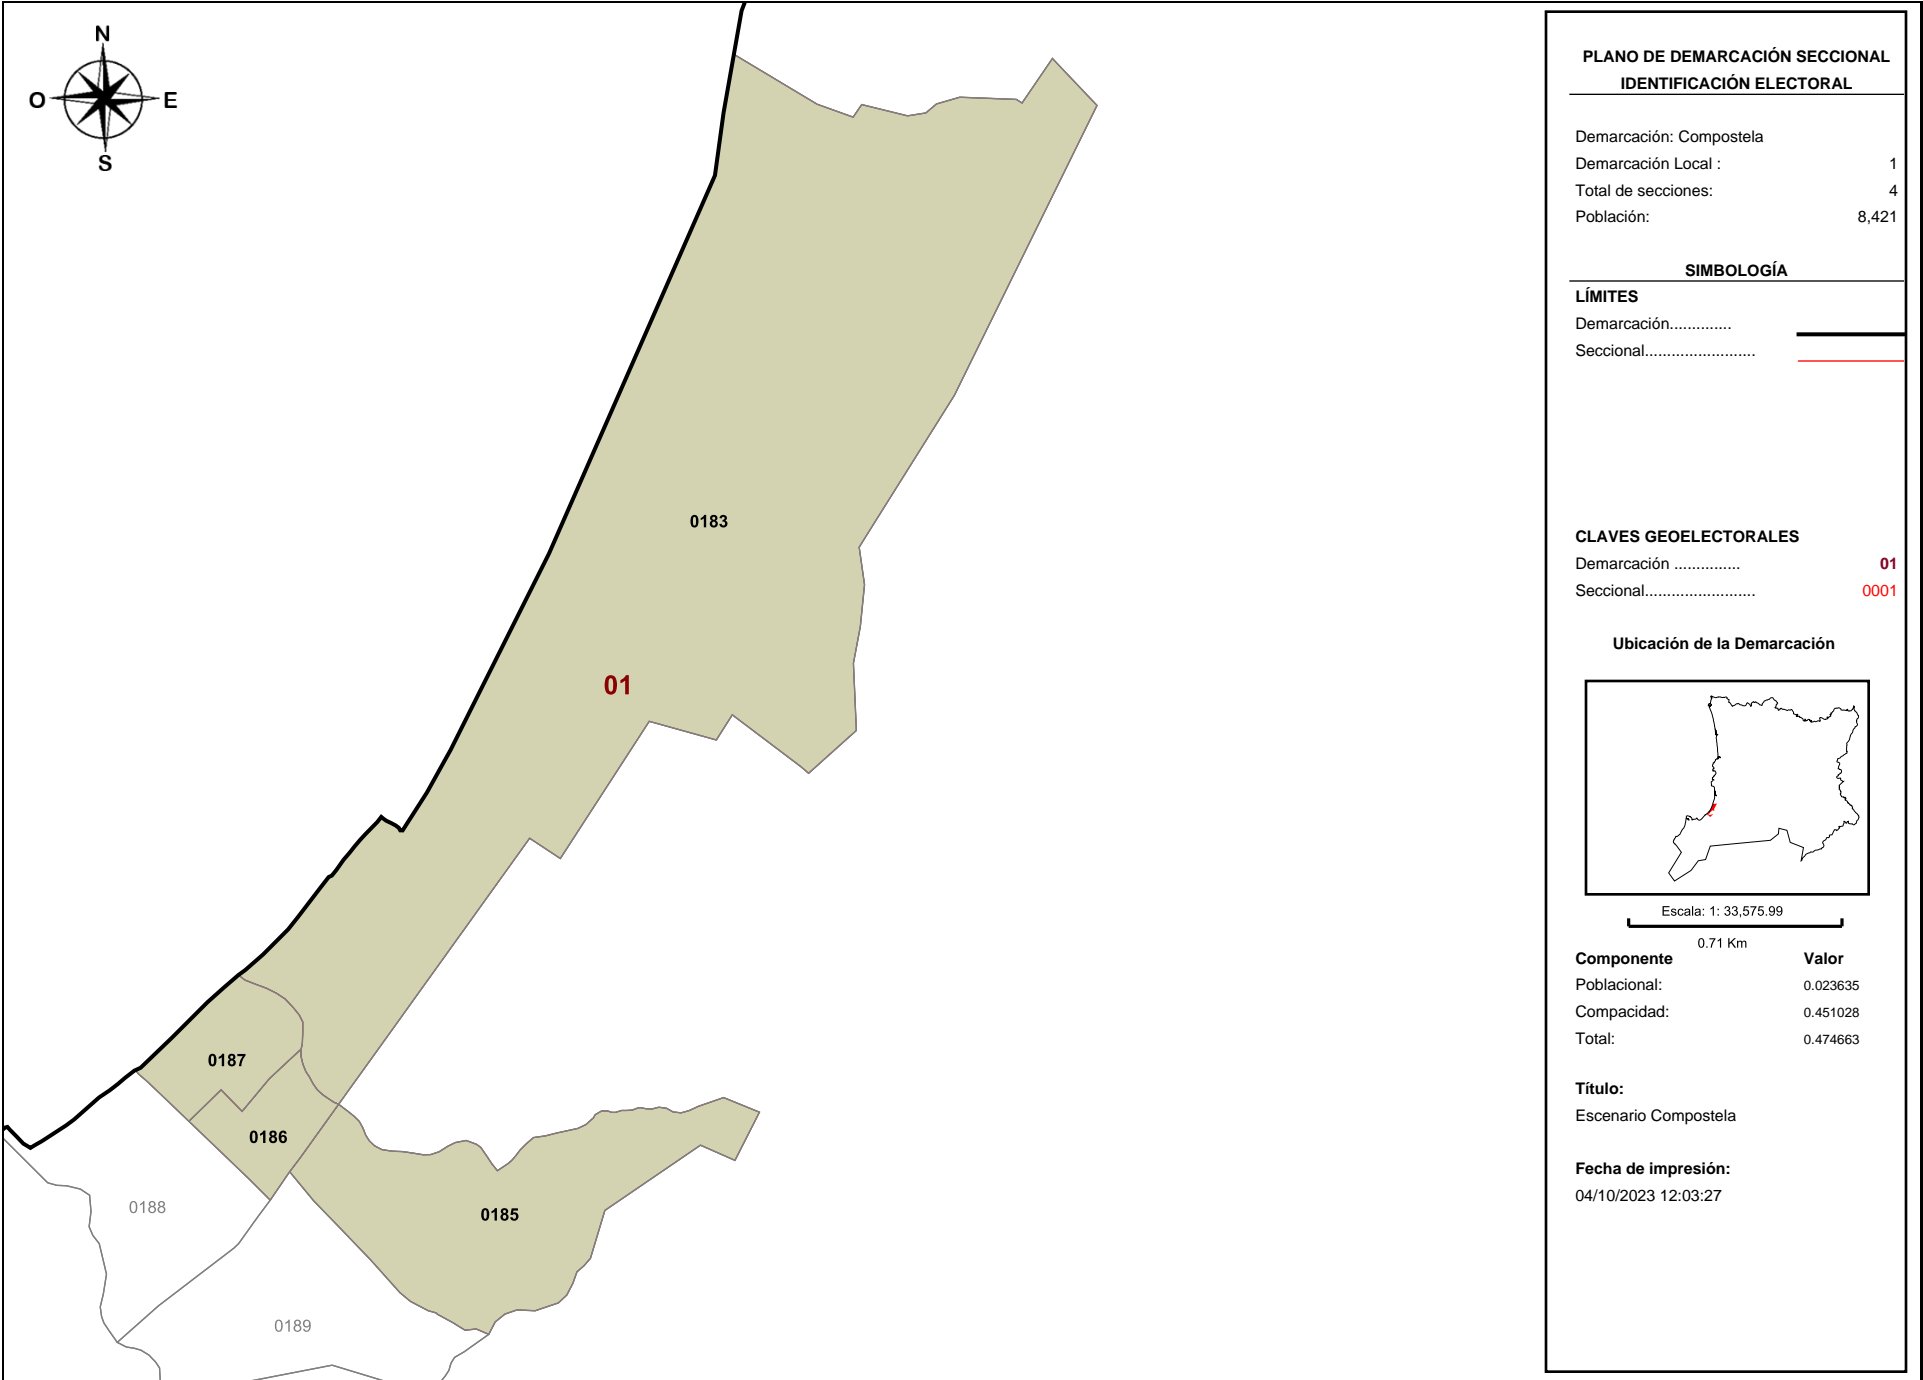 N
O
E
S
0183
01
0187
0186
0185
0188
0189
PLANO DE DEMARCACIÓN SECCIONAL
IDENTIFICACIÓN ELECTORAL
Demarcación: Compostela
Demarcación Local : 1
Total de secciones: 4
Población: 8,421
SIMBOLOGÍA
LÍMITES
Demarcación..............
Seccional.........................
CLAVES GEOELECTORALES
Demarcación ............... 01
Seccional......................... 0001
Ubicación de la Demarcación
Escala: 1: 33,575.99
0.71 Km
Componente Valor
Poblacional: 0.023635
Compacidad: 0.451028
Total: 0.474663
Título:
Escenario Compostela
Fecha de impresión:
04/10/2023 12:03:27